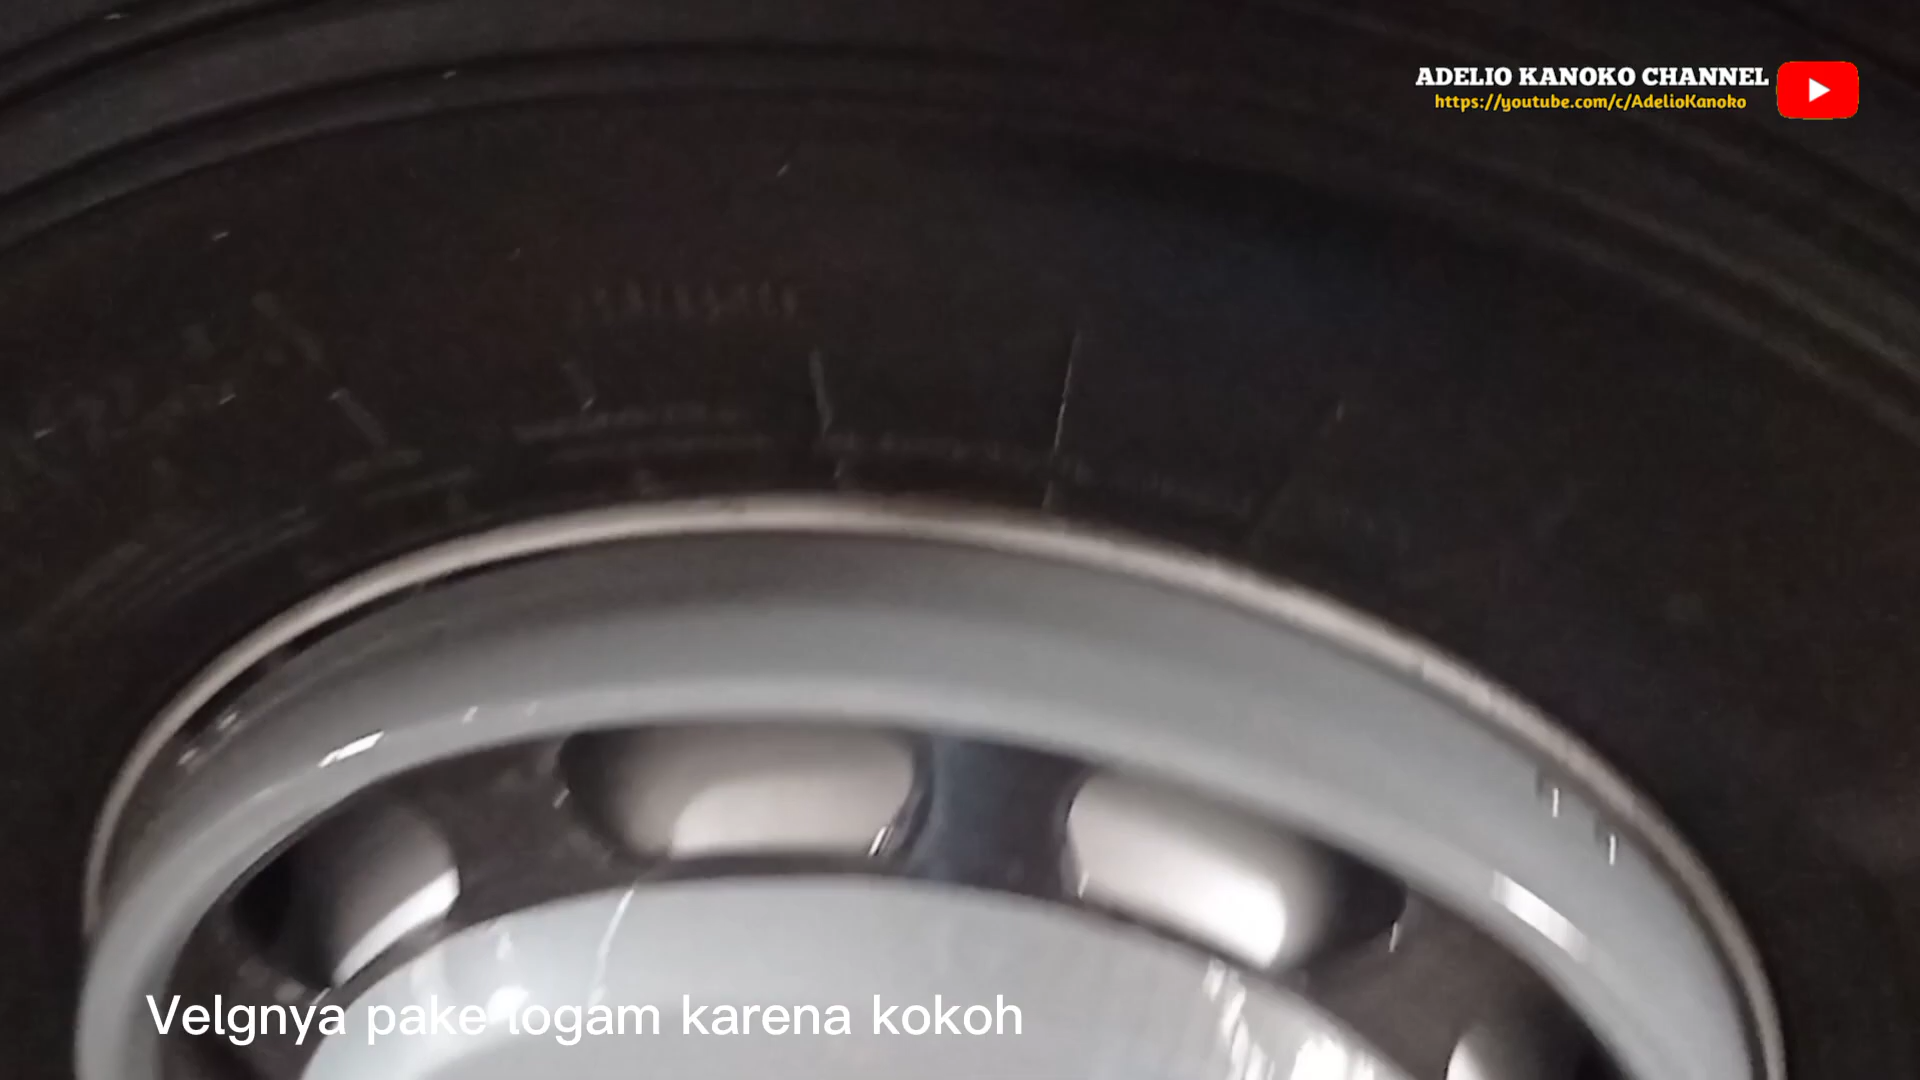 ADELIO KANOKO CHANNEL
https://youtube.com/c/AdelioKanoko
Velgnya pake logam karena kokoh